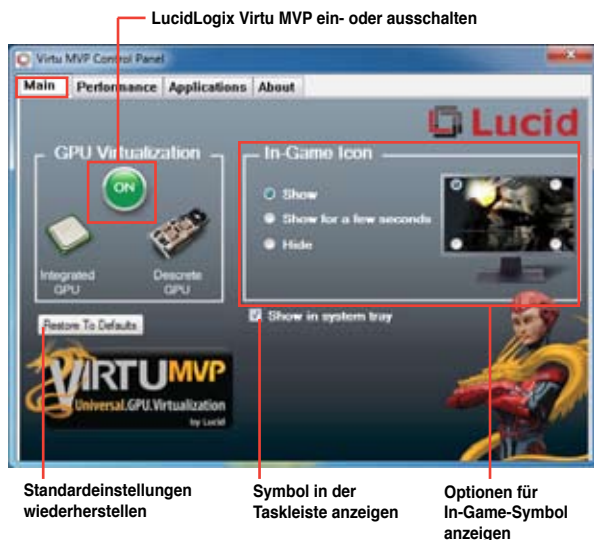 LucidLogix Virtu MVP ein- oder ausschalten
Virtu MVP Control Panel
Main Performance Applications About
Lucid
GPU Virtualization
In-Game Icon
ON
Show
Show for a few seconds
Hide
Integrated
GPU
Descrete
GPU
Restore To Defaults
Show in system tray
VIRTUMVP
Universal.GPU.Virtualization
by Lucid
Standardeinstellungen
wiederherstellen
Symbol in der
Taskleiste anzeigen
Optionen für
In-Game-Symbol
anzeigen